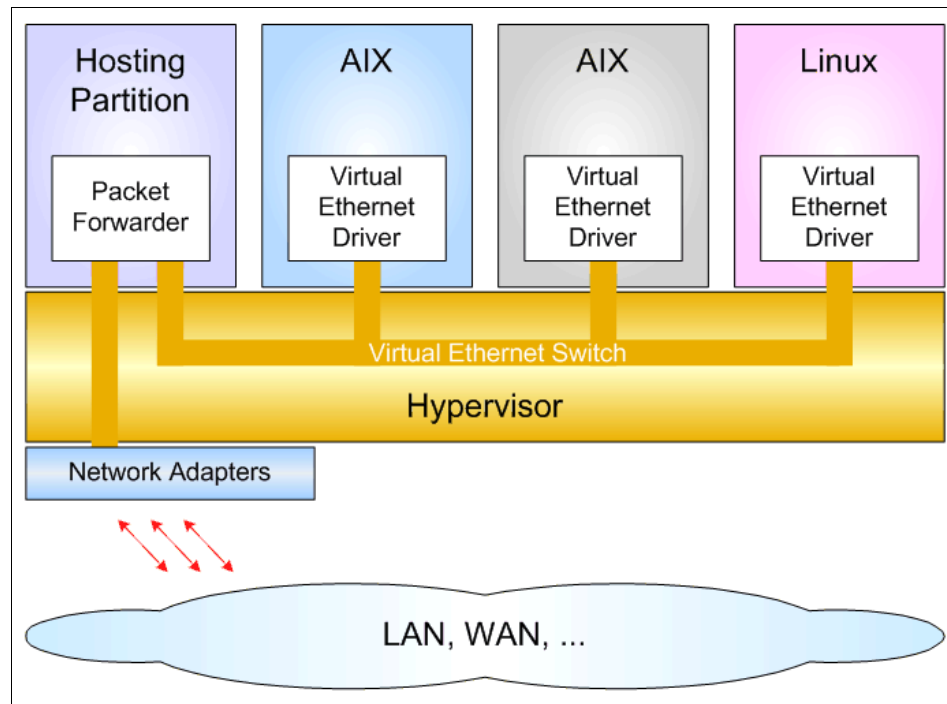 Hosting
Partition
AIX
AIX
Linux
Packet
Forwarder
Virtual
Ethernet
Driver
Virtual
Ethernet
Driver
Virtual
Ethernet
Driver
Virtual Ethernet Switch
Hypervisor
Network Adapters
LAN, WAN, ...